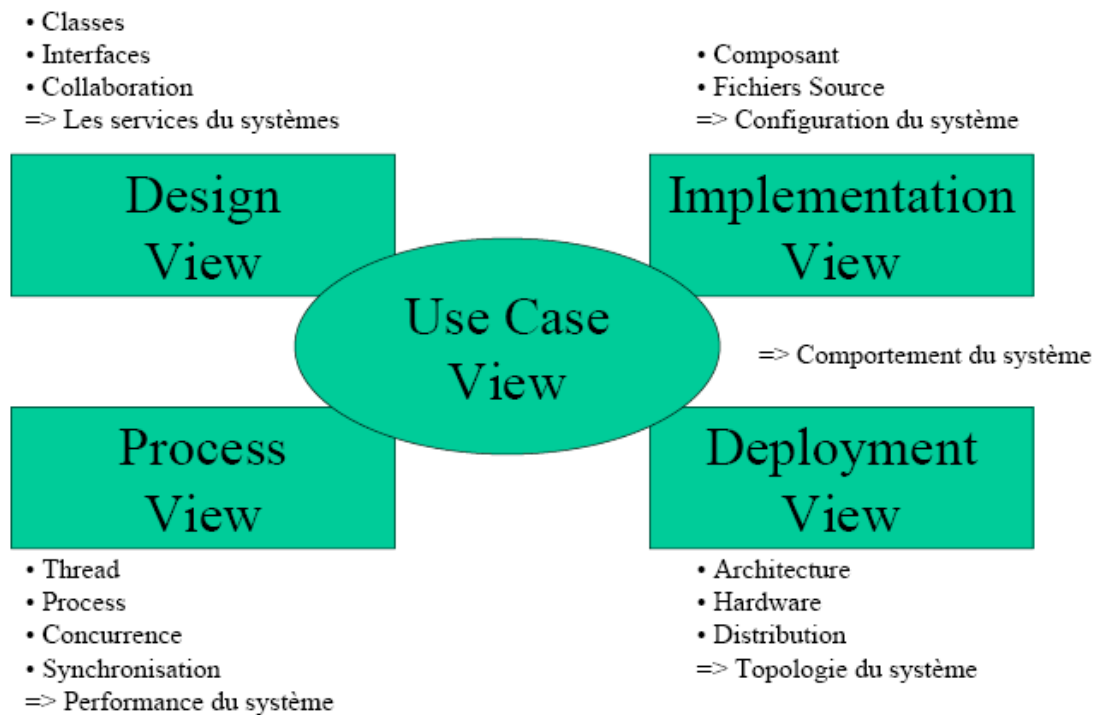 • Classes
• Interfaces
• Collaboration
=> Les services du systèmes
• Composant
• Fichiers Source
=> Configuration du système
Design
View
Implementation
View
Use Case
View
=> Comportement du système
Process
View
Deployment
View
• Thread
• Process
• Concurrence
• Synchronisation
=> Performance du système
• Architecture
• Hardware
• Distribution
=> Topologie du système